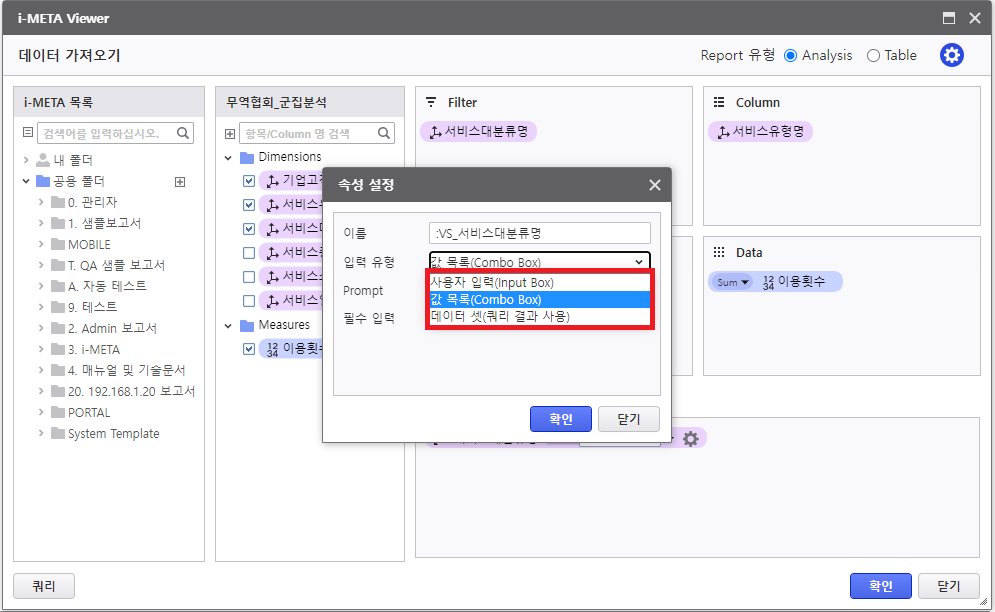 i-META Viewer
데이터 가져오기
Report 유형 Analysis Table
i-META 목록
검색어를 입력하십시오.
내 폴더
공용 폴더
0. 관리자
1. 샘플보고서
MOBILE
T. QA 샘플 보고서
A. 자동 테스트
9. 테스트
2. Admin 보고서
3. i-META
4. 매뉴얼 및 기술문서
20. 192.168.1.20 보고서
PORTAL
System Template
무역협회_군집분석
항목/Column 명 검색
Dimensions
기업고
서비스
서비스
서비스
서비스
서비스
Measures
12
34 이용횟수
Filter
서비스대분류명
Column
서비스유형명
Data
Sum 12
34 이용횟수
속성 설정
이름 :VS_서비스대분류명
입력 유형 값 목록(Combo Box)
사용자 입력(Input Box)
값 목록(Combo Box)
데이터 셋(쿼리 결과 사용)
Prompt
필수 입력
확인 닫기
쿼리
확인 닫기